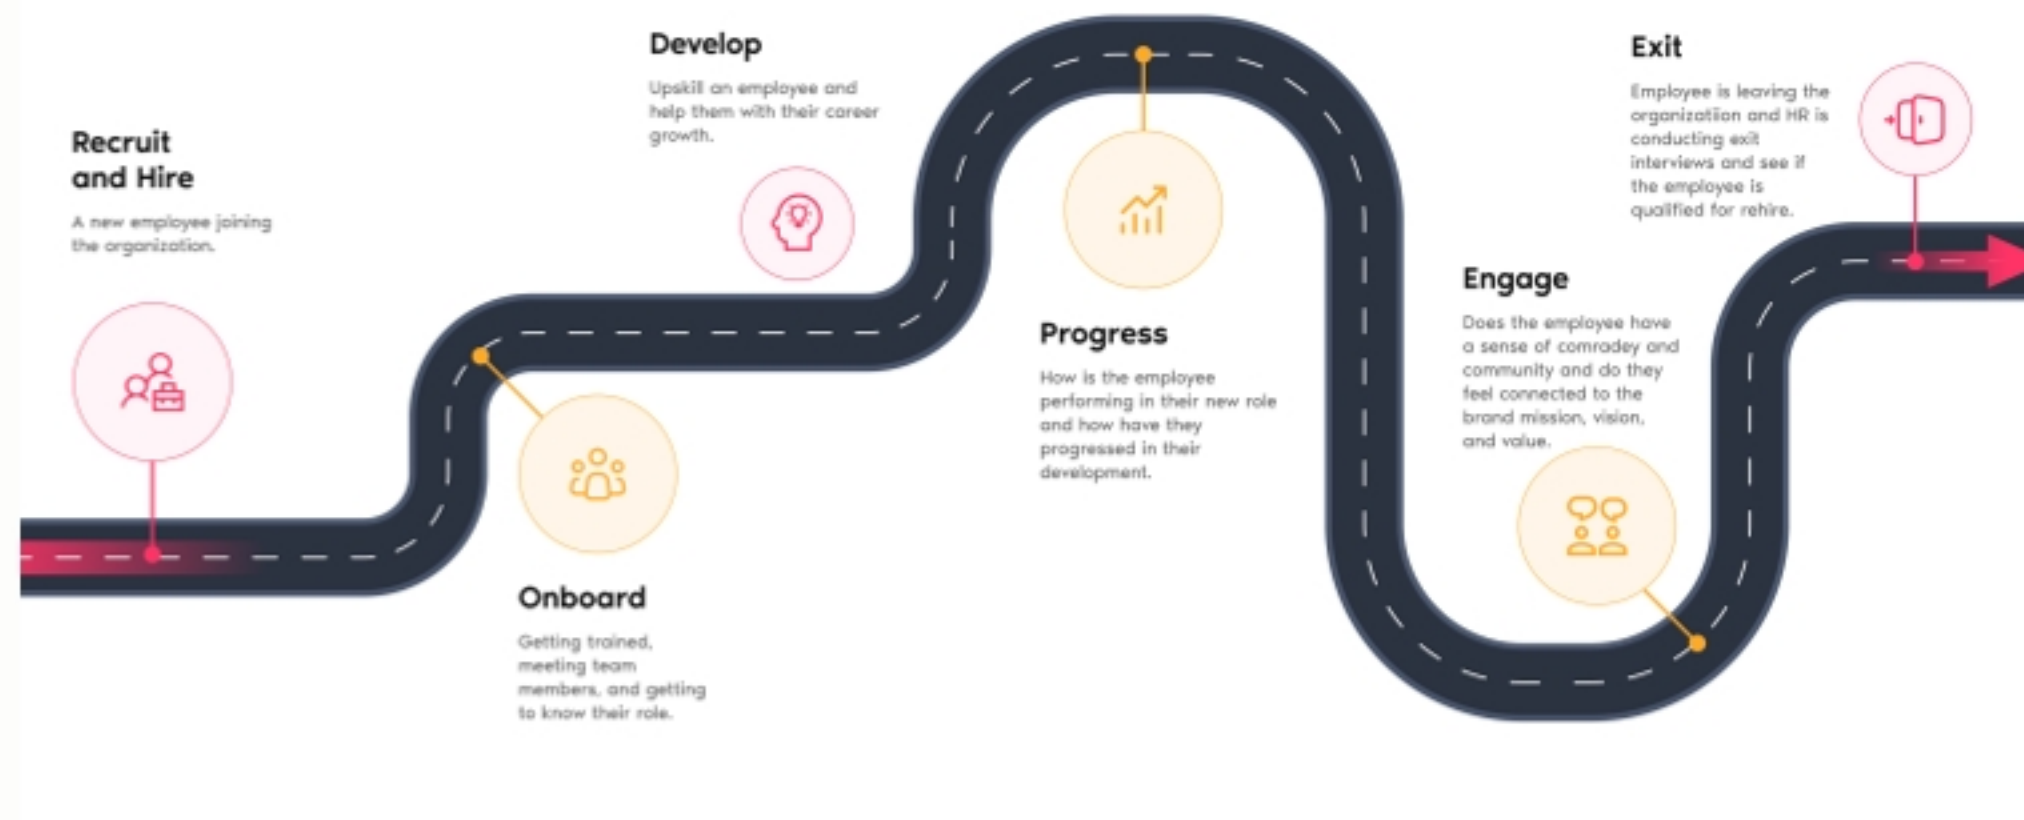 Recruit
and Hire
A new employee joining
the organization.
Onboard
Getting trained,
meeting team
members, and getting
to know their role.
Develop
Upskill an employee and
help them with their career
growth.
Progress
How is the employee
performing in their new role
and how have they
progressed in their
development.
Engage
Does the employee have
a sense of comradey and
community and do they
feel connected to the
brand mission, vision,
and value.
Exit
Employee is leaving the
organizatiion and HR is
conducting exit
interviews and see if
the employee is
qualified for rehire.